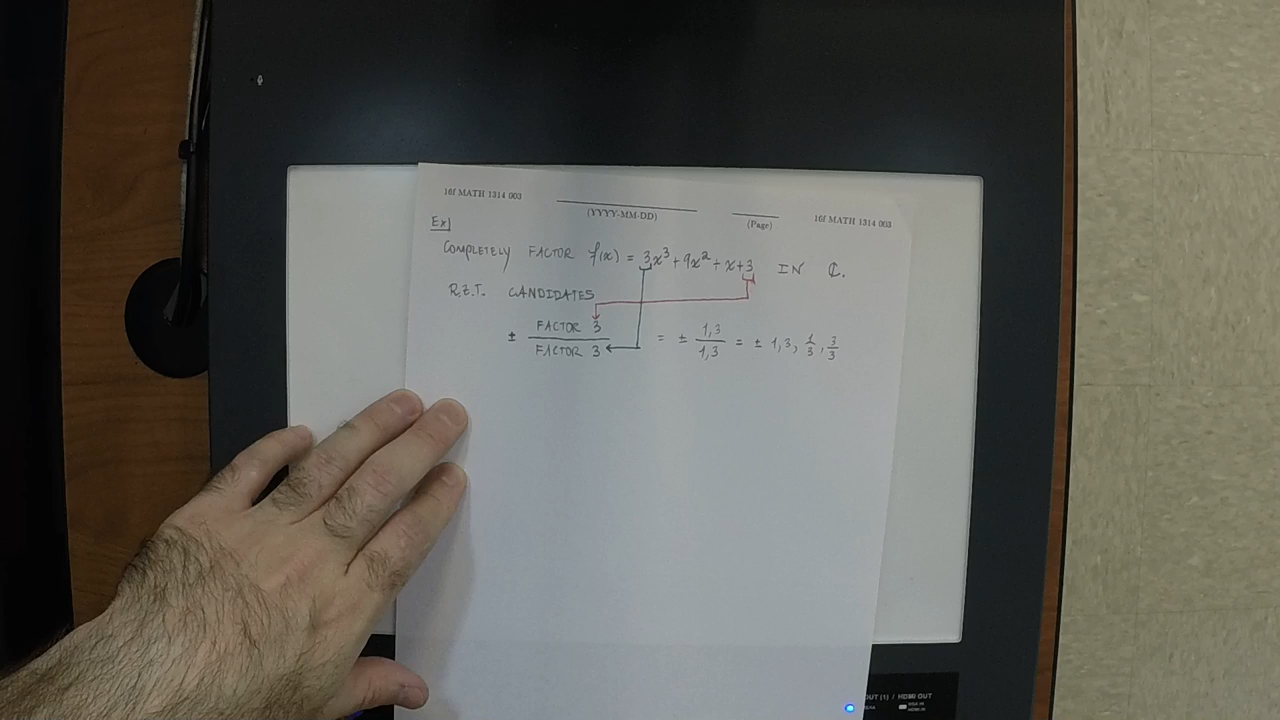 16f MATH 1314 003
(YYYY-MM-DD)
(Page)
16f MATH 1314 003
Ex]
COMPLETELY FACTOR f(x) = 3x³ + 9x² + x + 3 IN ℂ.
R.Z.T. CANDIDATES
± FACTOR 3 / FACTOR 3 = ± 1,3 / 1,3 = ± 1, 3, 1/3, 3/3
OUT (1) / HDMI OUT